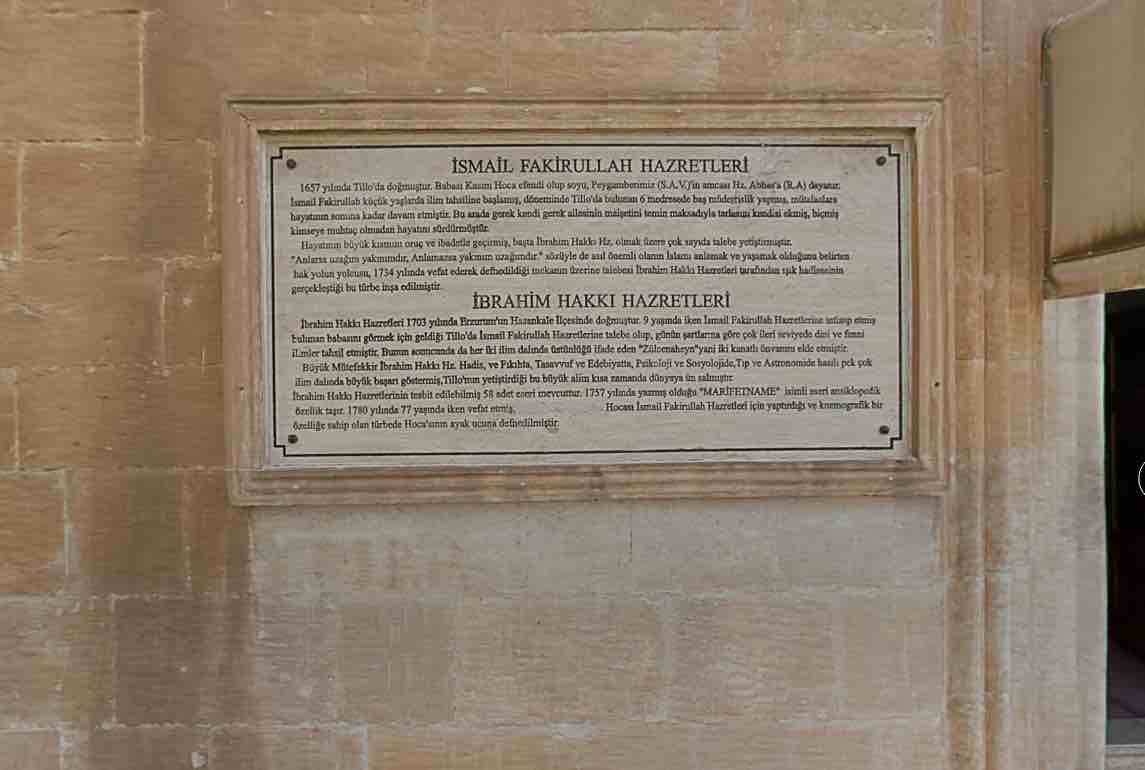 İSMAİL FAKİRULLAH HAZRETLERİ
1657 yılında Tillo'da doğmuştur. Babası Kasım Hoca efendi olup soyu, Peygamberimiz (S.A.V.)'in amcası Hz. Abbas'a (R.A) dayanır.
İsmail Fakirullah küçük yaşlarda ilim tahsiline başlamış, döneminde Tillo'da bulunan 6 medresede baş müderrislik yapmış, mütalaalara
hayatının sonuna kadar davam etmiştir. Bu arada gerek kendi gerek ailesinin maişetini temin maksadıyla tarlasını kendisi ekmiş, biçmiş
kimseye muhtaç olmadan hayatını sürdürmüştür.
Hayatının büyük kısmını oruç ve ibadetle geçirmiş, başta İbrahim Hakkı Hz. olmak üzere çok sayıda talebe yetiştirmiştir.
"Anlarsa uzağım yakınımdır, Anlamazsa yakınım uzağımdır." sözüyle de asıl önemli olanın İslamı anlamak ve yaşamak olduğunu belirten
hak yolun yolcusu, 1734 yılında vefat ederek defnedildiği mekanın üzerine talebesi İbrahim Hakkı Hazretleri tarafından ışık hadisesinin
gerçekleştiği bu türbe inşa edilmiştir.
İBRAHİM HAKKI HAZRETLERİ
İbrahim Hakkı Hazretleri 1703 yılında Erzurum'un Hasankale İlçesinde doğmuştur. 9 yaşında iken İsmail Fakirullah Hazretlerine intisap etmiş
bulunan babasını görmek için geldiği Tillo'da İsmail Fakirullah Hazretlerine talebe olup, günün şartlarına göre çok ileri seviyede dini ve fenni
ilimler tahsil etmiştir. Bunun sonucunda da her iki ilim dalında üstünlüğü ifade eden "Zülcenaheyn"yani iki kanatlı ünvanını elde etmiştir.
Büyük Mütefekkir İbrahim Hakkı Hz. Hadis, ve Fıkıhta, Tasavvuf ve Edebiyatta, Psikoloji ve Sosyolojide,Tıp ve Astronomide hasılı pek çok
ilim dalında büyük başarı göstermiş,Tillo'nun yetiştirdiği bu büyük alim kısa zamanda dünyaya ün salmıştır.
İbrahim Hakkı Hazretlerinin tesbit edilebilmiş 58 adet eseri mevcuttur. 1757 yılında yazmış olduğu "MARİFETNAME" isimli eseri ansiklopedik
özellik taşır. 1780 yılında 77 yaşında iken vefat etmiş, Hocası İsmail Fakirullah Hazretleri için yaptırdığı ve kozmografik bir
özelliğe sahip olan türbede Hoca'sının ayak ucuna defnedilmiştir.